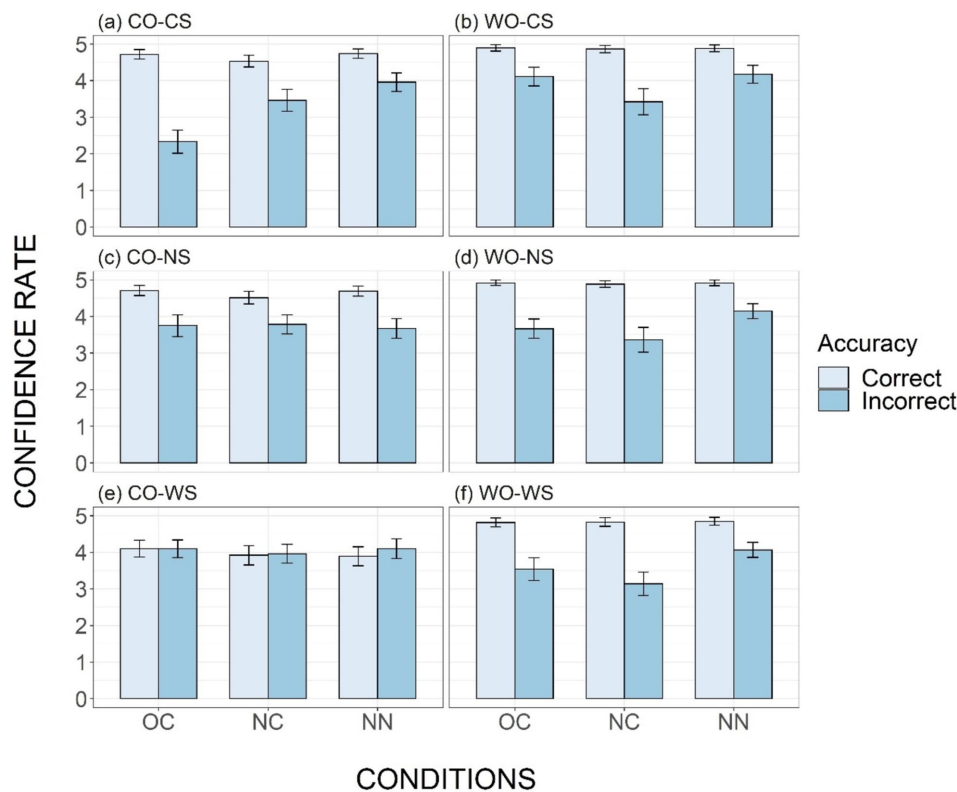 (a) CO-CS
(b) WO-CS
5
4
3
2
1
0
(c) CO-NS
(d) WO-NS
5
4
3
2
1
0
(e) CO-WS
(f) WO-WS
5
4
3
2
1
0
OC NC NN
OC NC NN
CONFIDENCE RATE
CONDITIONS
Accuracy
Correct
Incorrect